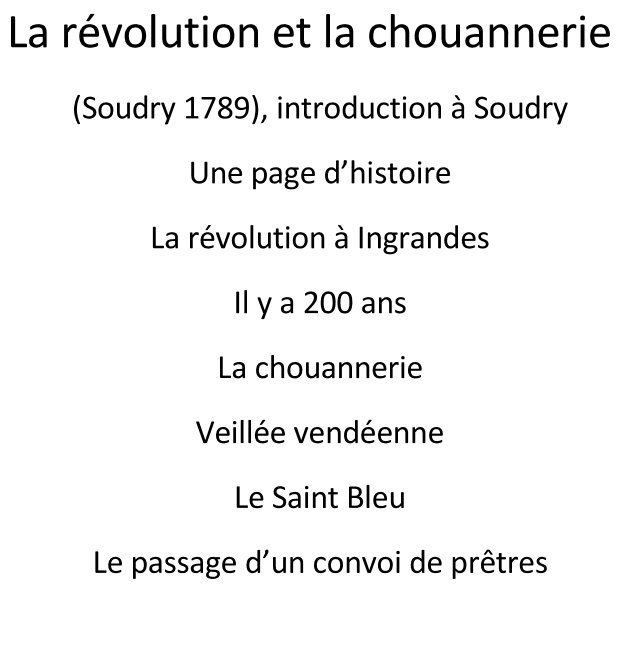 La révolution et la chouannerie
(Soudry 1789), introduction à Soudry
Une page d’histoire
La révolution à Ingrandes
Il y a 200 ans
La chouannerie
Veillée vendéenne
Le Saint Bleu
Le passage d’un convoi de prêtres